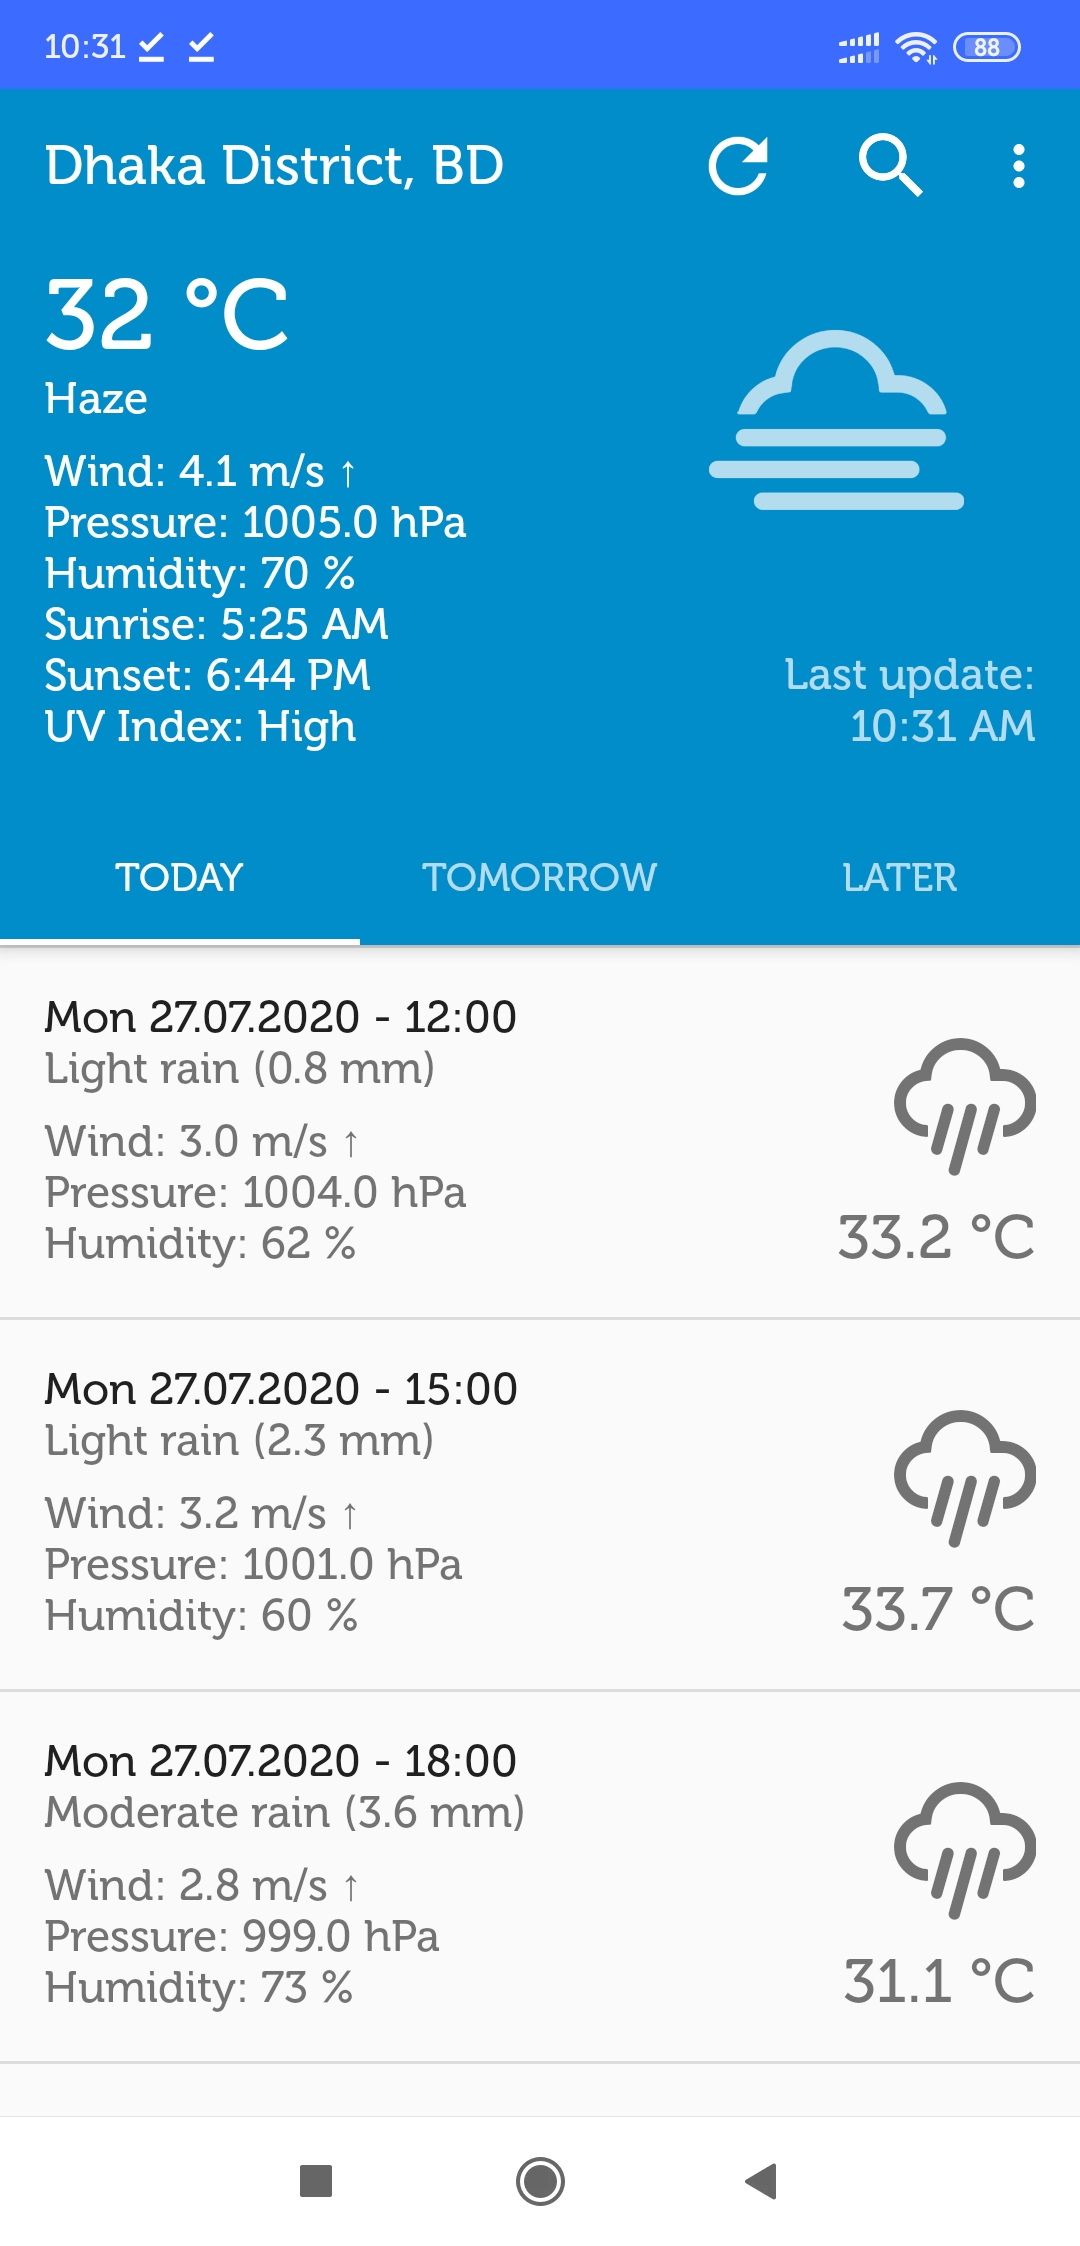 10:31
88
Dhaka District, BD
32 °C
Haze
Wind: 4.1 m/s ↑
Pressure: 1005.0 hPa
Humidity: 70 %
Sunrise: 5:25 AM
Sunset: 6:44 PM
UV Index: High
Last update:
10:31 AM
TODAY
TOMORROW
LATER
Mon 27.07.2020 - 12:00
Light rain (0.8 mm)
Wind: 3.0 m/s ↑
Pressure: 1004.0 hPa
Humidity: 62 %
33.2 °C
Mon 27.07.2020 - 15:00
Light rain (2.3 mm)
Wind: 3.2 m/s ↑
Pressure: 1001.0 hPa
Humidity: 60 %
33.7 °C
Mon 27.07.2020 - 18:00
Moderate rain (3.6 mm)
Wind: 2.8 m/s ↑
Pressure: 999.0 hPa
Humidity: 73 %
31.1 °C